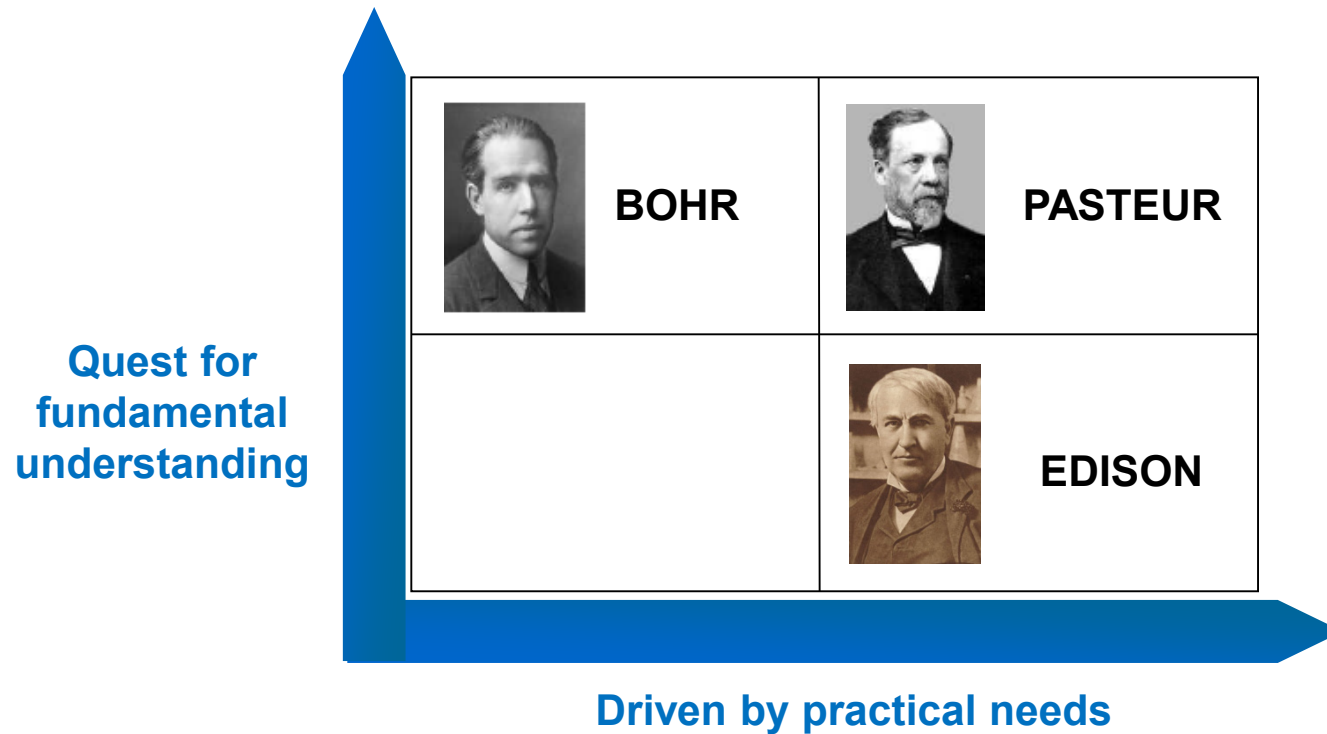 BOHR
PASTEUR
Quest for
fundamental
understanding
EDISON
Driven by practical needs